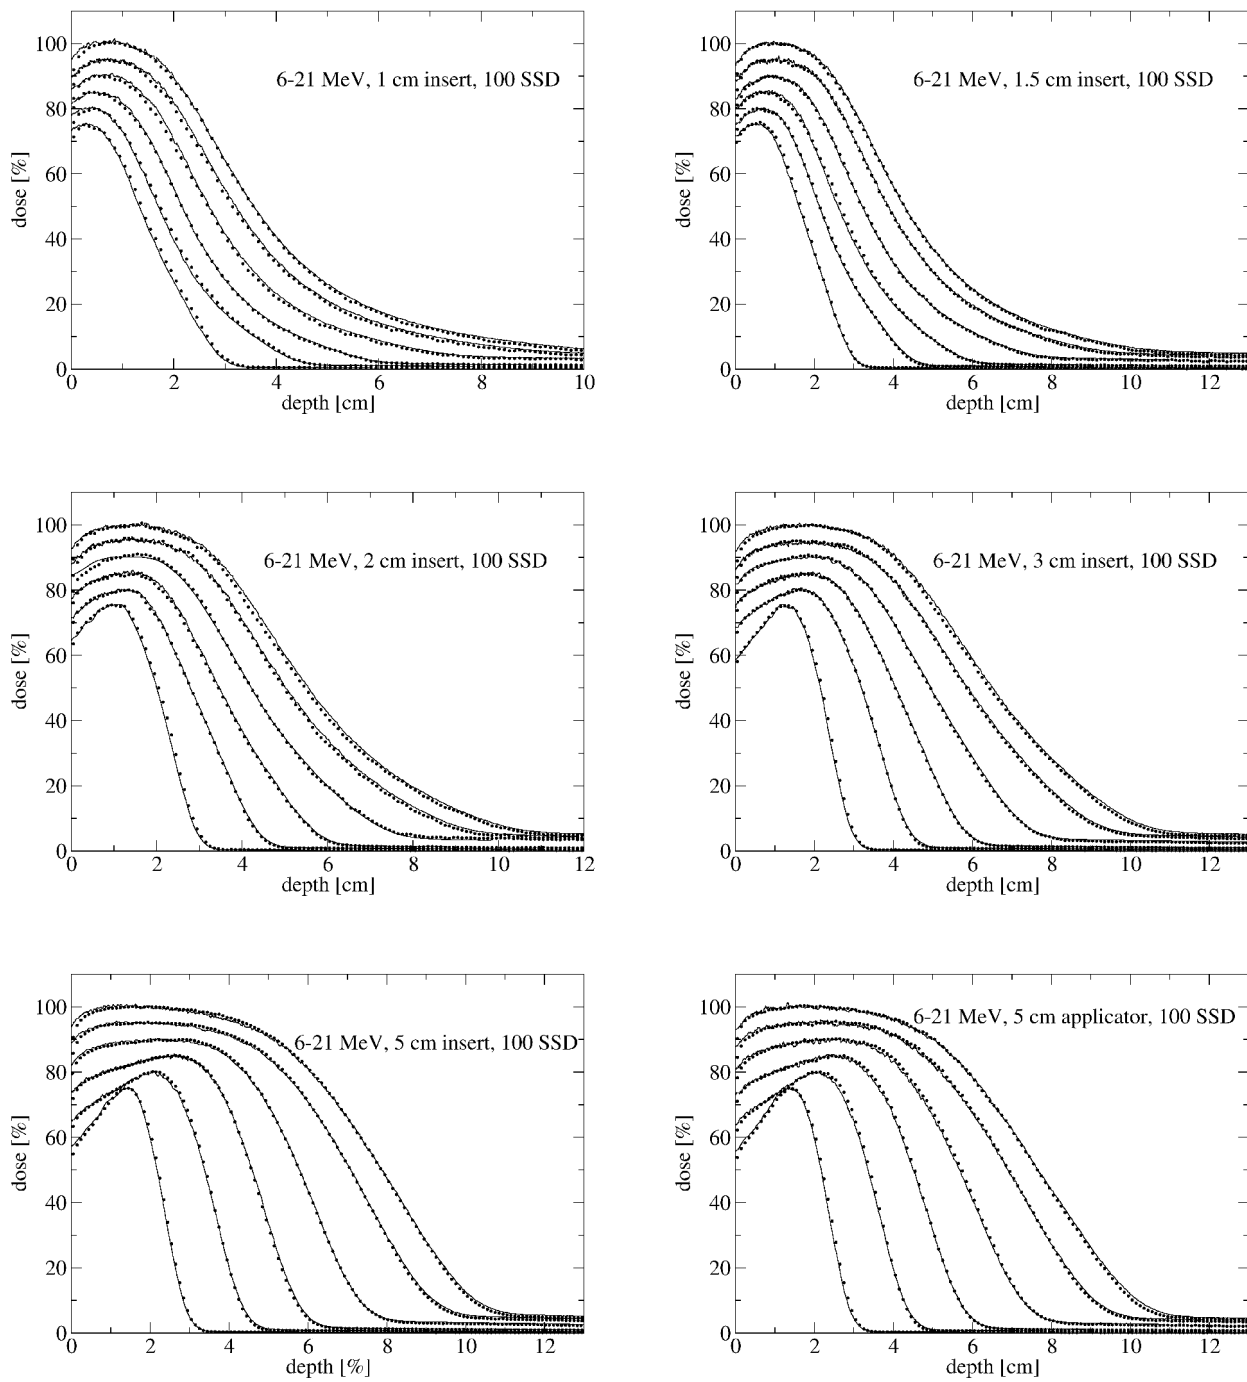 100
80
60
40
20
0
dose [%]
6-21 MeV, 1 cm insert, 100 SSD
0 2 4 6 8 10
depth [cm]
100
80
60
40
20
0
dose [%]
6-21 MeV, 1.5 cm insert, 100 SSD
0 2 4 6 8 10 12
depth [cm]
100
80
60
40
20
0
dose [%]
6-21 MeV, 2 cm insert, 100 SSD
0 2 4 6 8 10 12
depth [cm]
100
80
60
40
20
0
dose [%]
6-21 MeV, 3 cm insert, 100 SSD
0 2 4 6 8 10 12
depth [cm]
100
80
60
40
20
0
dose [%]
6-21 MeV, 5 cm insert, 100 SSD
0 2 4 6 8 10 12
depth [%]
100
80
60
40
20
0
dose [%]
6-21 MeV, 5 cm applicator, 100 SSD
0 2 4 6 8 10 12
depth [cm]